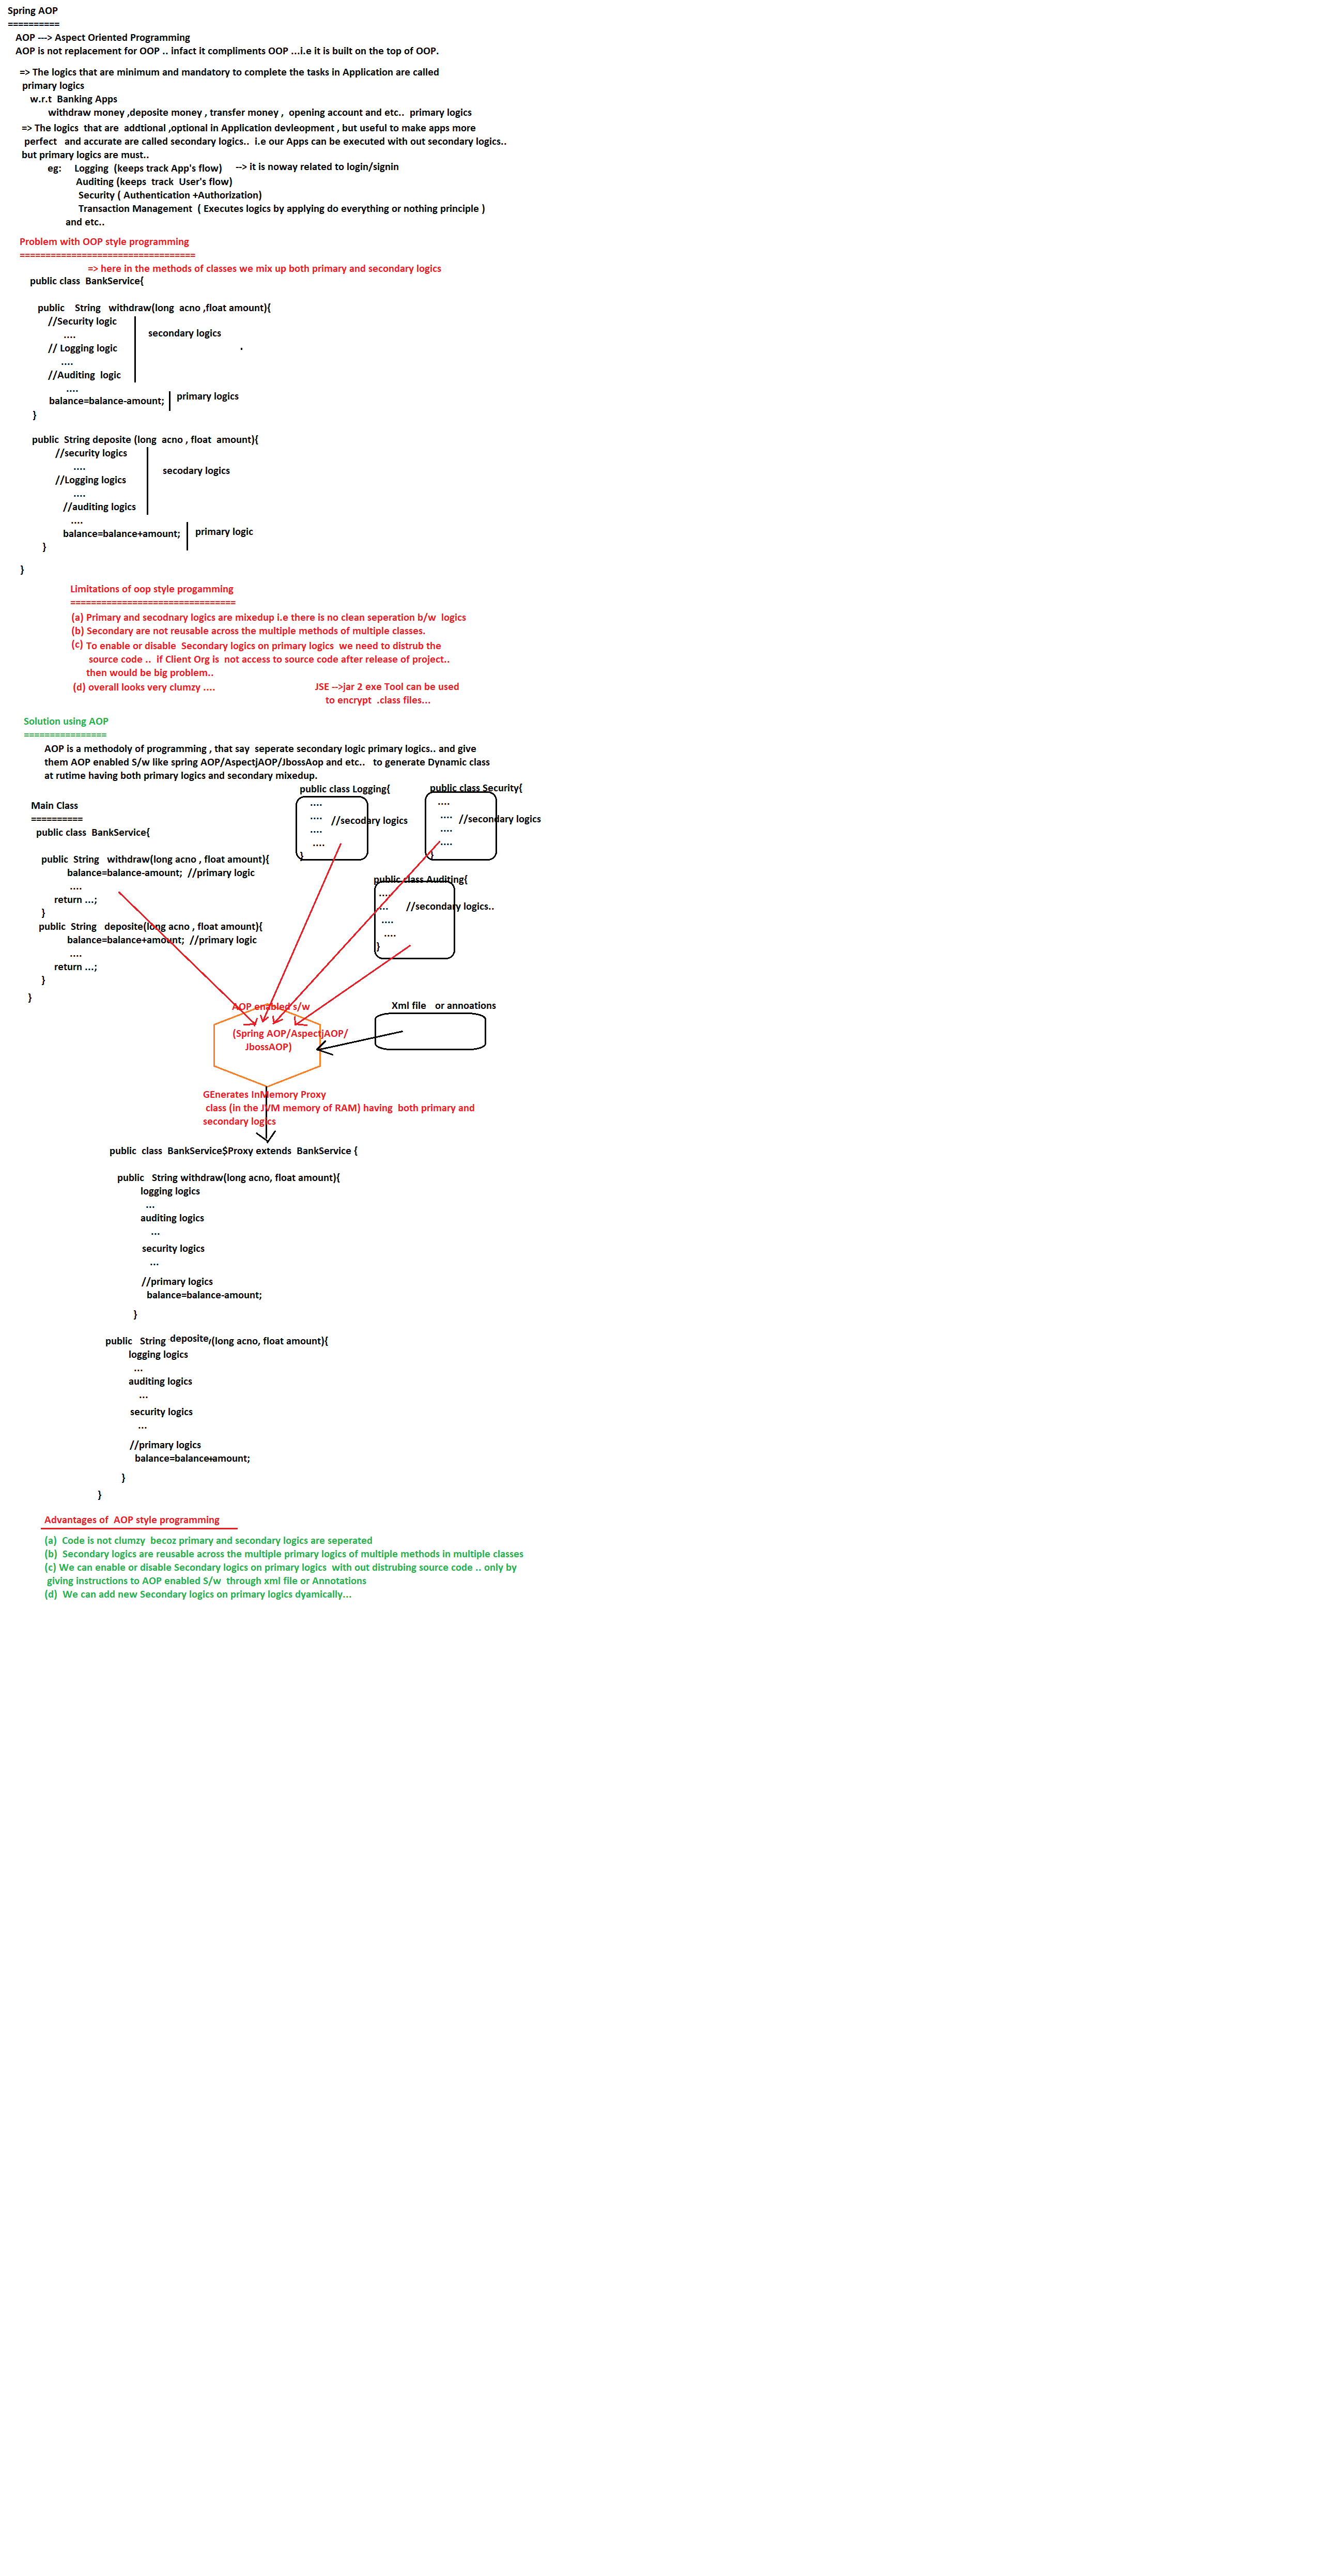 Spring AOP
==========
AOP ---> Aspect Oriented Programming
AOP is not replacement for OOP .. infact it compliments OOP ...i.e it is built on the top of OOP.
=> The logics that are minimum and mandatory to complete the tasks in Application are called
primary logics
w.r.t Banking Apps
withdraw money ,deposite money , transfer money , opening account and etc.. primary logics
=> The logics that are addtional ,optional in Application devleopment , but useful to make apps more
perfect and accurate are called secondary logics.. i.e our Apps can be executed with out secondary logics..
but primary logics are must..
eg: Logging (keeps track App's flow) --> it is noway related to login/signin
Auditing (keeps track User's flow)
Security ( Authentication +Authorization)
Transaction Management ( Executes logics by applying do everything or nothing principle )
and etc..
Problem with OOP style programming
==================================
=> here in the methods of classes we mix up both primary and secondary logics
public class BankService{
public String withdraw(long acno ,float amount){
//Security logic
....
secondary logics
// Logging logic
.
....
//Auditing logic
....
balance=balance-amount; primary logics
}
public String deposite (long acno , float amount){
//security logics
....
secodary logics
//Logging logics
....
//auditing logics
....
balance=balance+amount; primary logic
}
}
Limitations of oop style progamming
================================
(a) Primary and secodnary logics are mixedup i.e there is no clean seperation b/w logics
(b) Secondary are not reusable across the multiple methods of multiple classes.
(c) To enable or disable Secondary logics on primary logics we need to distrub the
source code .. if Client Org is not access to source code after release of project..
then would be big problem..
(d) overall looks very clumzy .... JSE -->jar 2 exe Tool can be used
to encrypt .class files...
Solution using AOP
================
AOP is a methodoly of programming , that say seperate secondary logic primary logics.. and give
them AOP enabled S/w like spring AOP/AspectjAOP/JbossAop and etc.. to generate Dynamic class
at rutime having both primary logics and secondary mixedup.
public class Logging{
....
....
//secodary logics
....
....
}
public class Security{
....
....
//secondary logics
....
....
}
Main Class
==========
public class BankService{
public String withdraw(long acno , float amount){
balance=balance-amount; //primary logic
....
return ...;
}
public String deposite(long acno , float amount){
balance=balance+amount; //primary logic
....
return ...;
}
}
public class Auditing{
....
... //secondary logics..
....
....
}
AOP enabled s/w
(Spring AOP/AspectjAOP/
JbossAOP)
Xml file or annoations
GEnerates InMemory Proxy
class (in the JVM memory of RAM) having both primary and
secondary logics
public class BankService$Proxy extends BankService {
public String withdraw(long acno, float amount){
logging logics
...
auditing logics
...
security logics
...
//primary logics
balance=balance-amount;
}
public String deposite,(long acno, float amount){
logging logics
...
auditing logics
...
security logics
...
//primary logics
balance=balance+amount;
}
}
Advantages of AOP style programming
(a) Code is not clumzy becoz primary and secondary logics are seperated
(b) Secondary logics are reusable across the multiple primary logics of multiple methods in multiple classes
(c) We can enable or disable Secondary logics on primary logics with out distrubing source code .. only by
giving instructions to AOP enabled S/w through xml file or Annotations
(d) We can add new Secondary logics on primary logics dyamically...